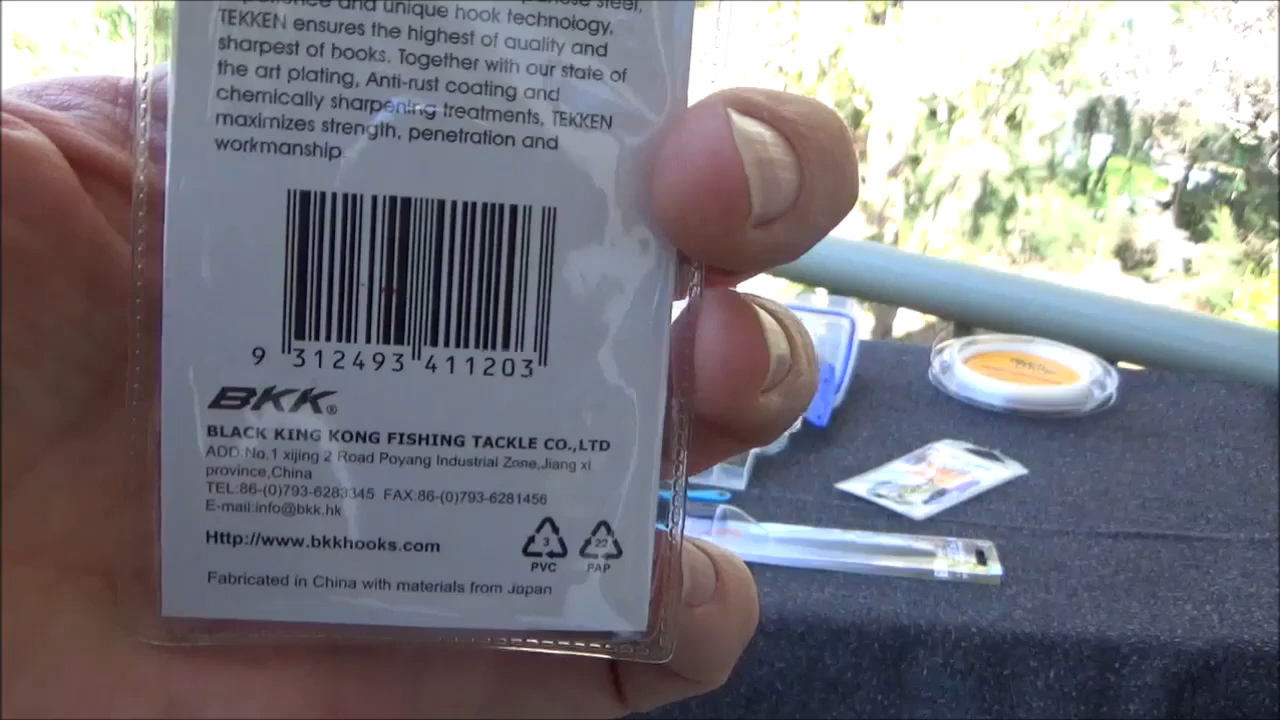 and unique hook technology,
TEKKEN ensures the highest of quality and
sharpest of hooks. Together with our state of
the art plating, Anti-rust coating and
chemically sharpening treatments, TEKKEN
maximizes strength, penetration and
workmanship
9 312493 411203
BKK®
BLACK KING KONG FISHING TACKLE CO.,LTD
ADD:No.1 xijing 2 Road Poyang Industrial Zone,Jiang xi
province,China
TEL:86-(0)793-6283345 FAX:86-(0)793-6281456
E-mail:info@bkk.hk
Http://www.bkkhooks.com
3 22
PVC PAP
Fabricated in China with materials from Japan